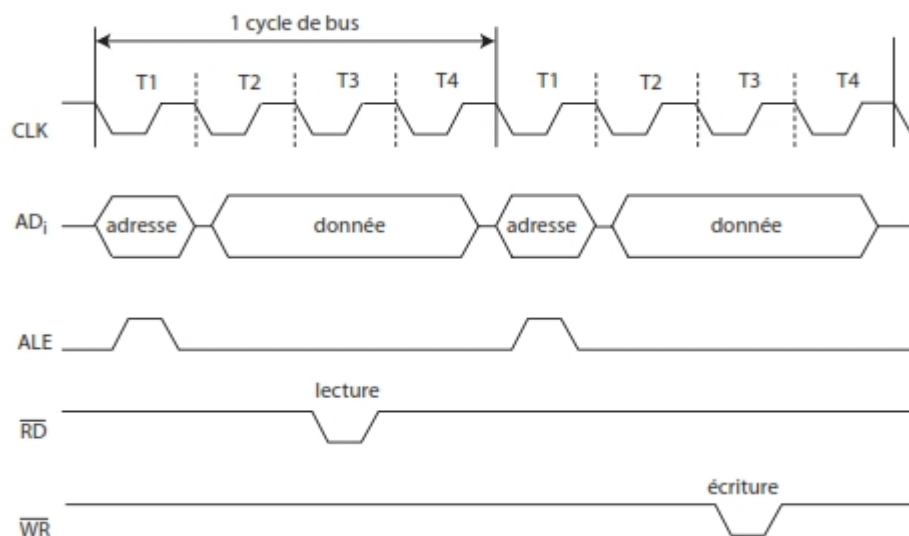 1 cycle de bus
T1 T2 T3 T4 T1 T2 T3 T4
CLK
ADi adresse donnée adresse donnée
ALE
lecture
RD
écriture
WR